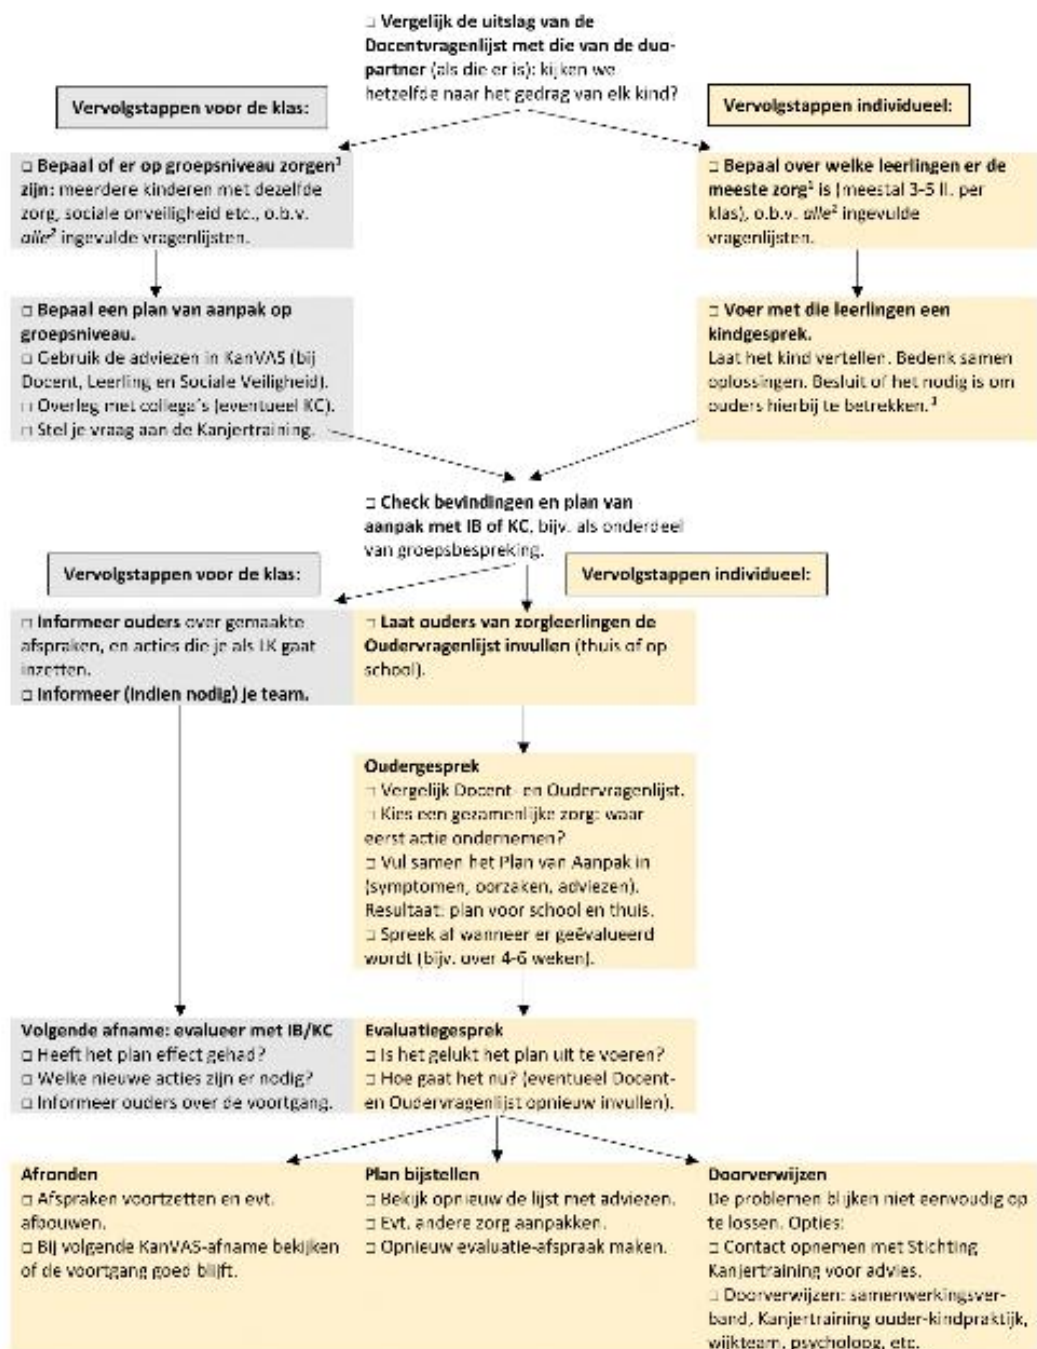 □ Vergelijk de uitslag van de
Docentvragenlijst met die van de duo-
partner (als die er is): kijken we
hetzelfde naar het gedrag van elk kind?
Vervolgstappen voor de klas:
Vervolgstappen individueel:
□ Bepaal of er op groepsniveau zorgen¹
zijn: meerdere kinderen met dezelfde
zorg, sociale onveiligheid etc., o.b.v.
alle² ingevulde vragenlijsten.
□ Bepaal over welke leerlingen er de
meeste zorg¹ is (meestal 3-5 ll. per
klas), o.b.v. alle² ingevulde
vragenlijsten.
□ Bepaal een plan van aanpak op
groepsniveau.
□ Gebruik de adviezen in KanVAS (bij
Docent, Leerling en Sociale Veiligheid).
□ Overleg met collega's (eventueel KC).
□ Stel je vraag aan de Kanjertraining.
□ Voer met die leerlingen een
kindgesprek.
Laat het kind vertellen. Bedenk samen
oplossingen. Besluit of het nodig is om
ouders hierbij te betrekken.³
□ Check bevindingen en plan van
aanpak met IB of KC, bijv. als onderdeel
van groepsbespreking.
Vervolgstappen voor de klas:
Vervolgstappen individueel:
□ Informeer ouders over gemaakte
afspraken, en acties die je als LK gaat
inzetten.
□ Informeer (indien nodig) je team.
□ Laat ouders van zorgleerlingen de
Oudervragenlijst invullen (thuis of op
school).
Oudergesprek
□ Vergelijk Docent- en Oudervragenlijst.
□ Kies een gezamenlijke zorg: waar
eerst actie ondernemen?
□ Vul samen het Plan van Aanpak in
(symptomen, oorzaken, adviezen).
Resultaat: plan voor school en thuis.
□ Spreek af wanneer er geëvalueerd
wordt (bijv. over 4-6 weken).
Volgende afname: evalueer met IB/KC
□ Heeft het plan effect gehad?
□ Welke nieuwe acties zijn er nodig?
□ Informeer ouders over de voortgang.
Evaluatiegesprek
□ Is het gelukt het plan uit te voeren?
□ Hoe gaat het nu? (eventueel Docent-
en Oudervragenlijst opnieuw invullen).
Afronden
□ Afspraken voortzetten en evt.
afbouwen.
□ Bij volgende KanVAS-afname bekijken
of de voortgang goed blijft.
Plan bijstellen
□ Bekijk opnieuw de lijst met adviezen.
□ Evt. andere zorg aanpakken.
□ Opnieuw evaluatie-afspraak maken.
Doorverwijzen
De problemen blijken niet eenvoudig op
te lossen. Opties:
□ Contact opnemen met Stichting
Kanjertraining voor advies.
□ Doorverwijzen: samenwerkingsver-
band, Kanjertraining ouder-kindpraktijk,
wijkteam, psycholoog, etc.